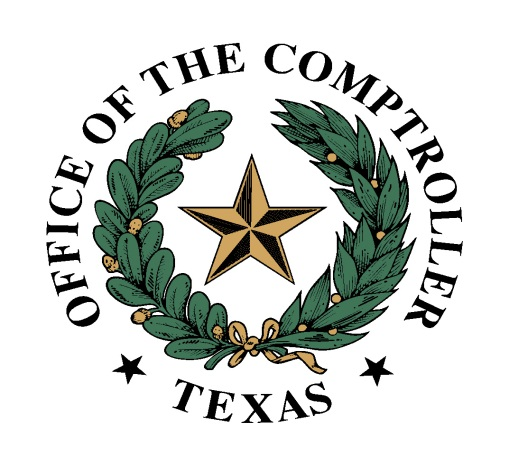 OFFICE OF THE COMPTROLLER
TEXAS